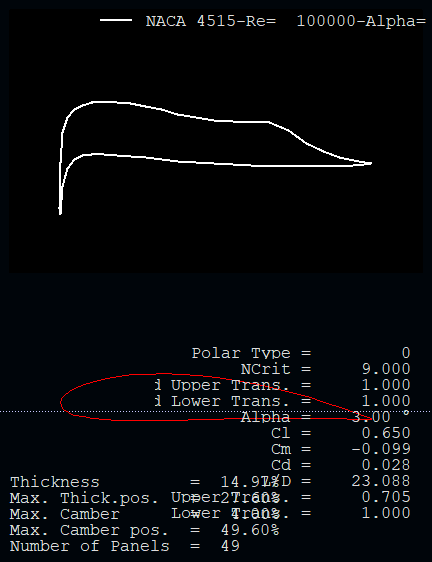 NACA 4515-Re=  100000-Alpha=
Polar Type = 0
NCrit = 9.000
d Upper Trans. = 1.000
d Lower Trans. = 1.000
Alpha = 3.00 °
Cl = 0.650
Cm = -0.099
Cd = 0.028
L/D = 23.088
Upper Trans. = 0.705
Lower Trans. = 1.000
Thickness = 14.97%
Max. Thick.pos. = 27.60%
Max. Camber = 4.00%
Max. Camber pos. = 49.60%
Number of Panels = 49